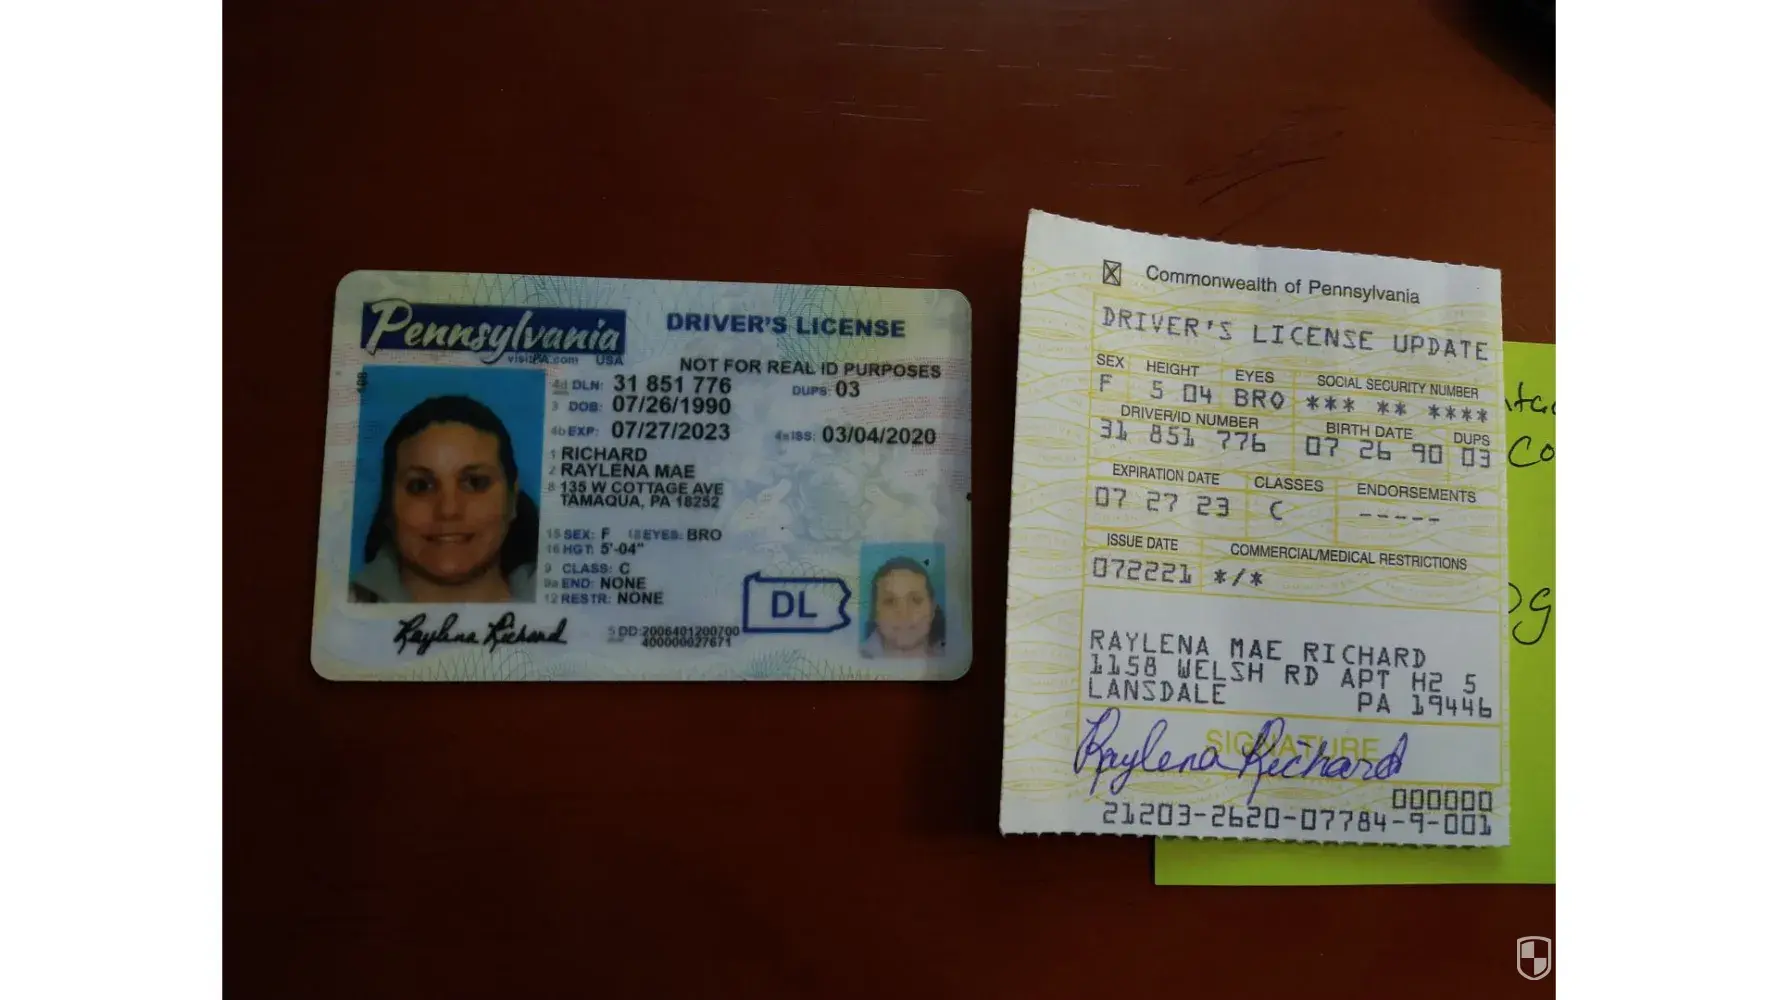 Pennsylvania
visitPA.com USA
DRIVER'S LICENSE
NOT FOR REAL ID PURPOSES
4d DLN: 31 851 776 DUPS: 03
3 DOB: 07/26/1990
4b EXP: 07/27/2023 4a ISS: 03/04/2020
1 RICHARD
2 RAYLENA MAE
8 135 W COTTAGE AVE
TAMAQUA, PA 18252
15 SEX: F 18 EYES: BRO
16 HGT: 5'-04"
9 CLASS: C
9a END: NONE
12 RESTR: NONE
DL
Raylena Richard
5 DD: 2006401200700
400000027671
Commonwealth of Pennsylvania
DRIVER'S LICENSE UPDATE
SEX HEIGHT EYES SOCIAL SECURITY NUMBER
F 5 04 BRO *** ** ****
DRIVER/ID NUMBER BIRTH DATE DUPS
31 851 776 07 26 90 03
EXPIRATION DATE CLASSES ENDORSEMENTS
07 27 23 C -----
ISSUE DATE COMMERCIAL/MEDICAL RESTRICTIONS
072221 */*
RAYLENA MAE RICHARD
1158 WELSH RD APT H2 5
LANSDALE PA 19446
SIGNATURE
Raylena Richard
000000
21203-2620-07784-9-001